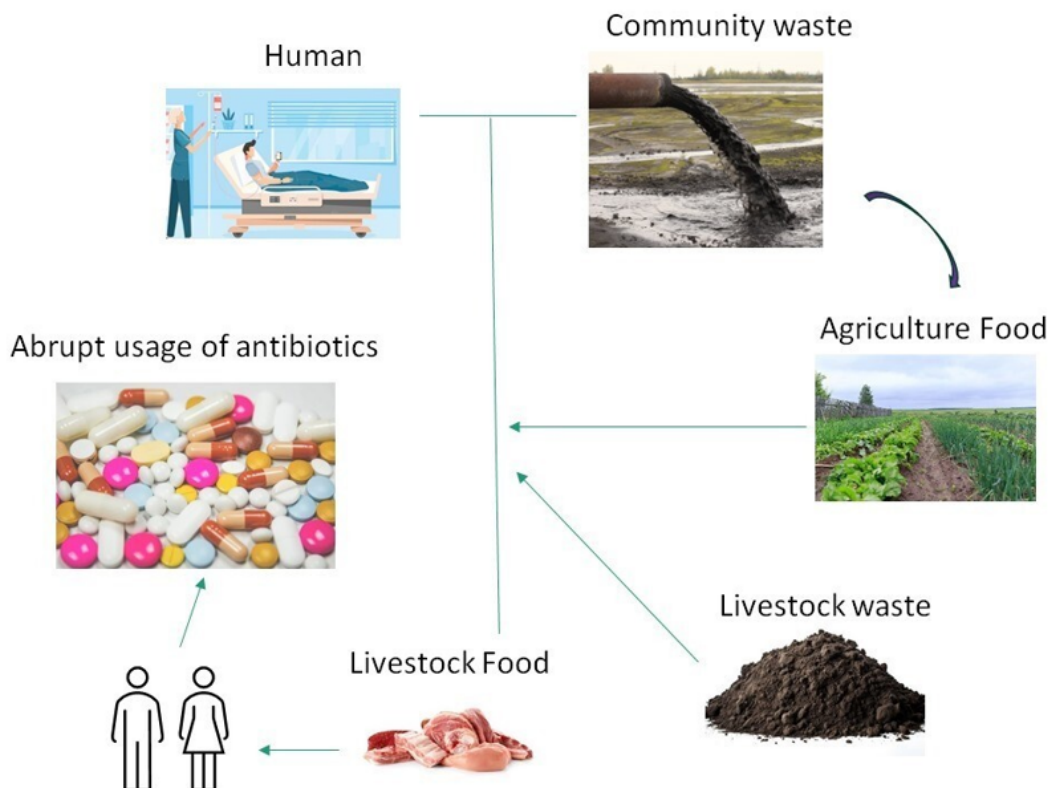 Community waste
Human
Agriculture Food
Abrupt usage of antibiotics
Livestock waste
Livestock Food